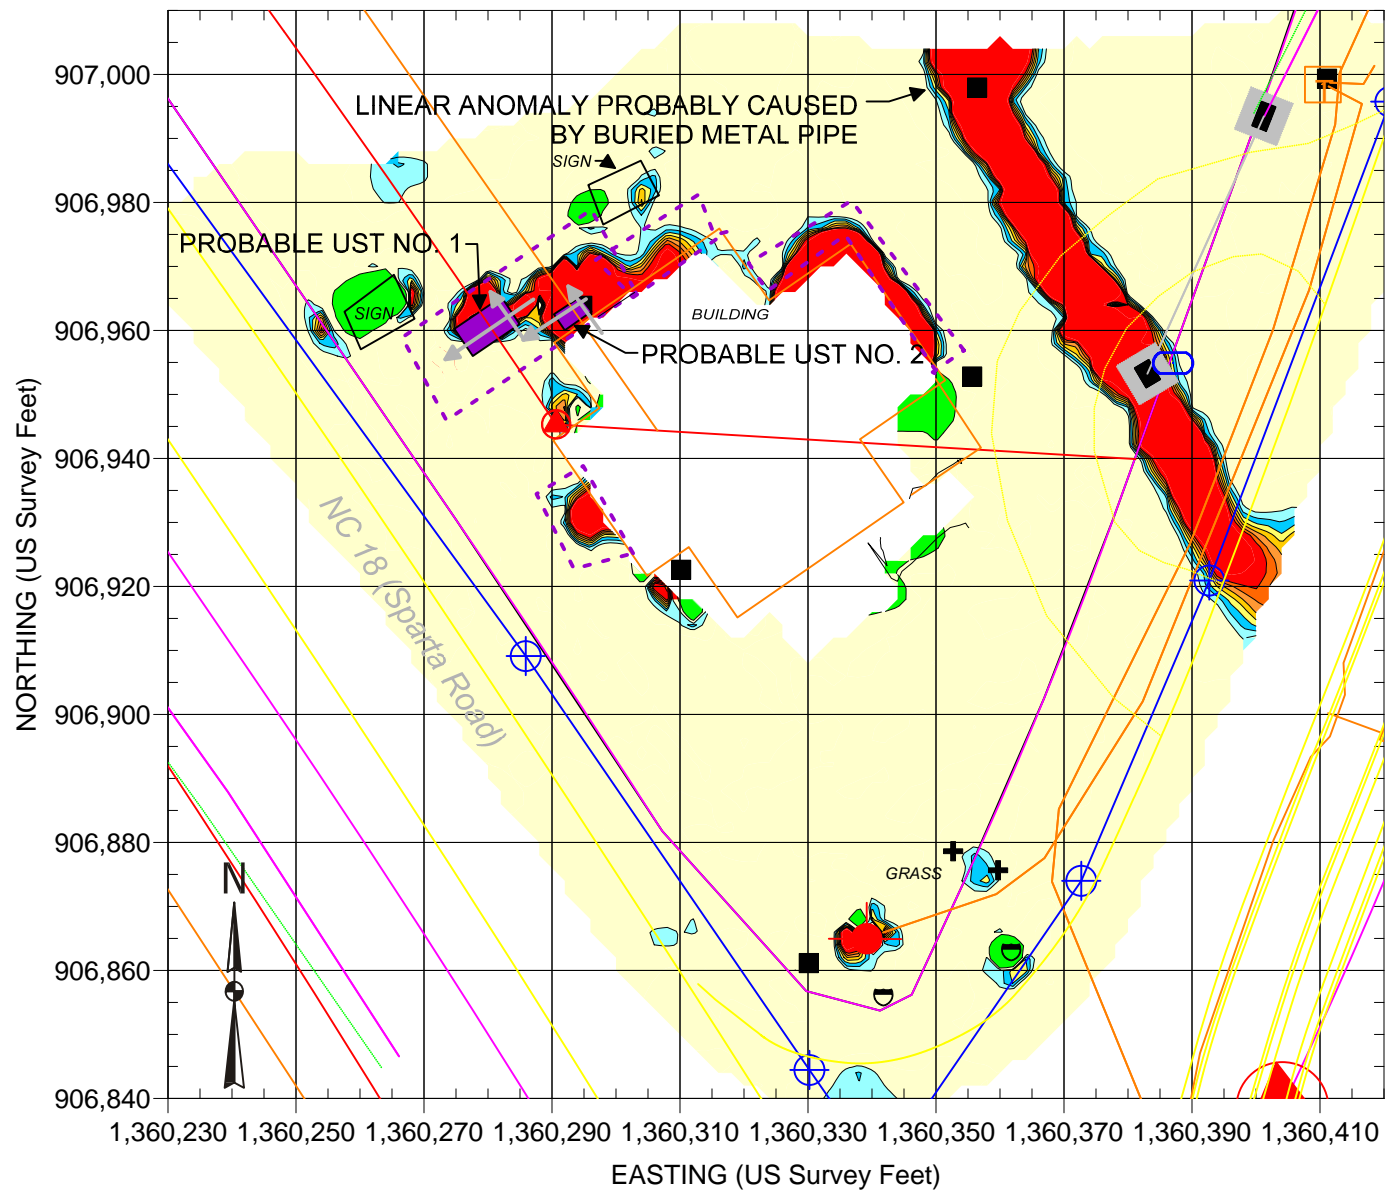 907,000
906,980
906,960
906,940
906,920
906,900
906,880
906,860
906,840
NORTHING (US Survey Feet)
LINEAR ANOMALY PROBABLY CAUSED
BY BURIED METAL PIPE
SIGN
PROBABLE UST NO. 1
SIGN
BUILDING
PROBABLE UST NO. 2
NC 18 (Sparta Road)
GRASS
N
1,360,230
1,360,250
1,360,270
1,360,290
1,360,310
1,360,330
1,360,350
1,360,370
1,360,390
1,360,410
EASTING (US Survey Feet)